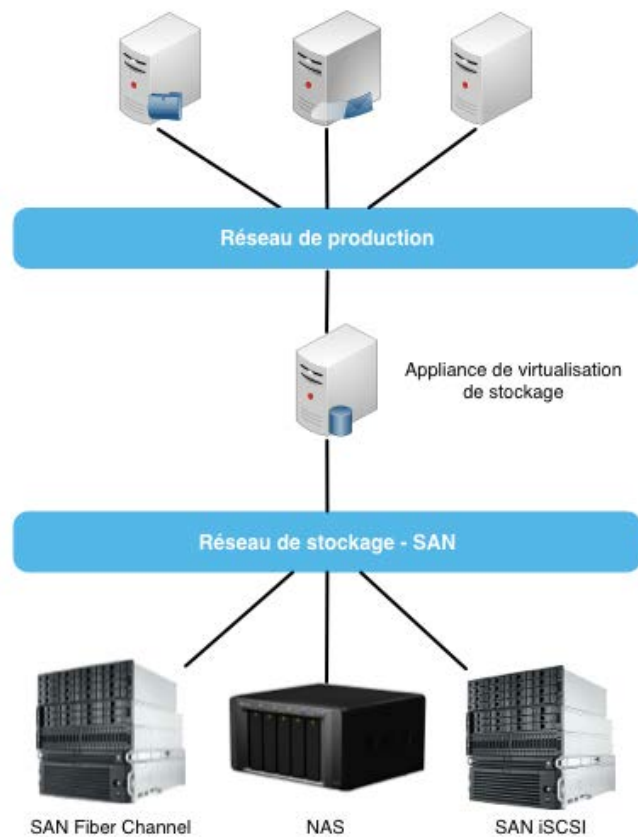 Réseau de production
Appliance de virtualisation
de stockage
Réseau de stockage - SAN
SAN Fiber Channel
NAS
SAN iSCSI